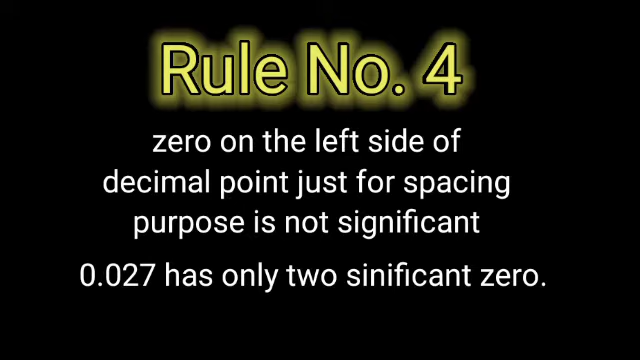 Rule No. 4
zero on the left side of
decimal point just for spacing
purpose is not significant
0.027 has only two sinificant zero.